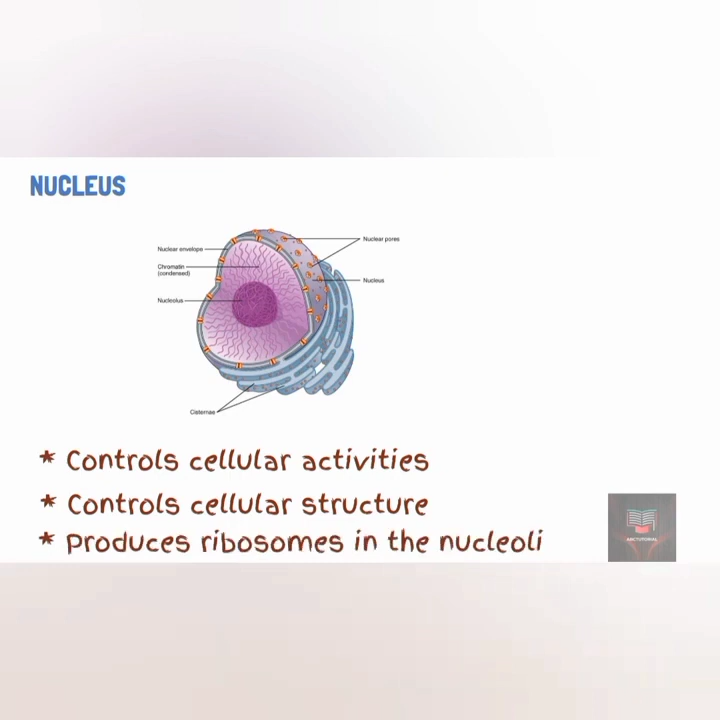 NUCLEUS
Nuclear envelope
Nuclear pores
Chromatin
(condensed)
Nucleus
Nucleolus
Cisternae
* Controls cellular activities
* Controls cellular structure
* Produces ribosomes in the nucleoli
ABCTUTORIAL